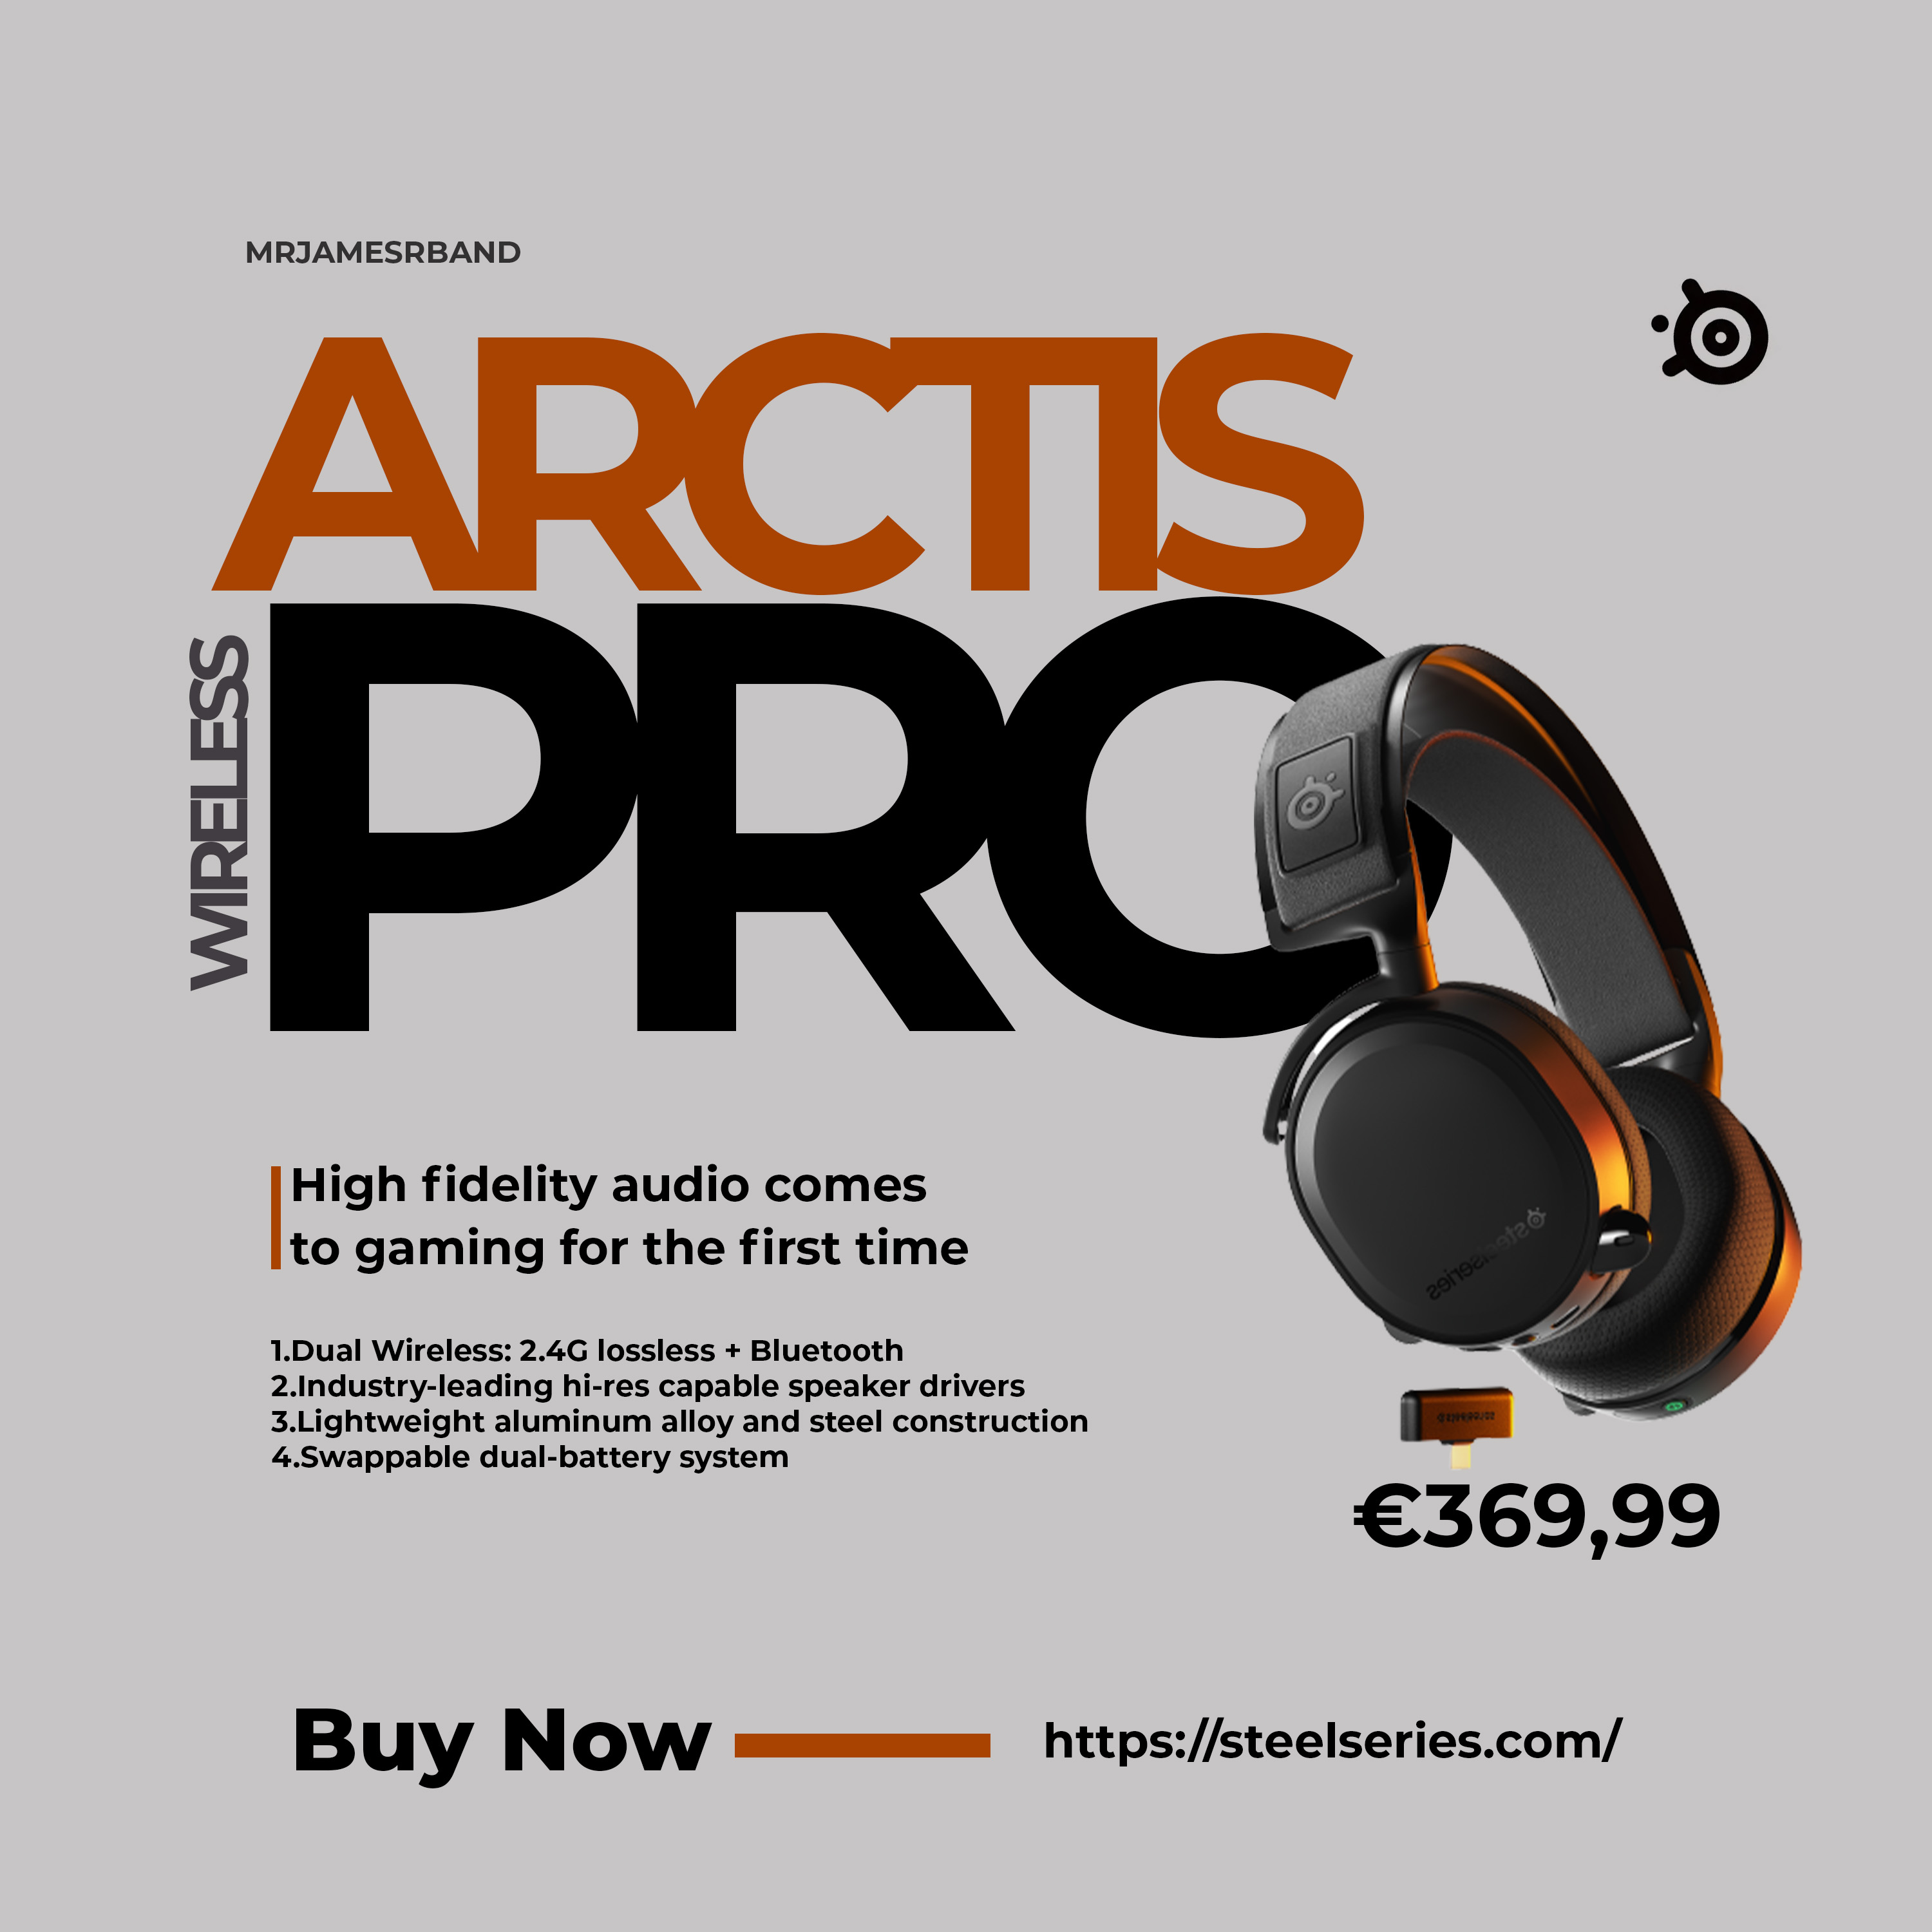 MRJAMESRBAND
ARCTIS
WIRELESS
PRO
High fidelity audio comes
to gaming for the first time
1.Dual Wireless: 2.4G lossless + Bluetooth
2.Industry-leading hi-res capable speaker drivers
3.Lightweight aluminum alloy and steel construction
4.Swappable dual-battery system
steelseries
€369,99
Buy Now
https://steelseries.com/